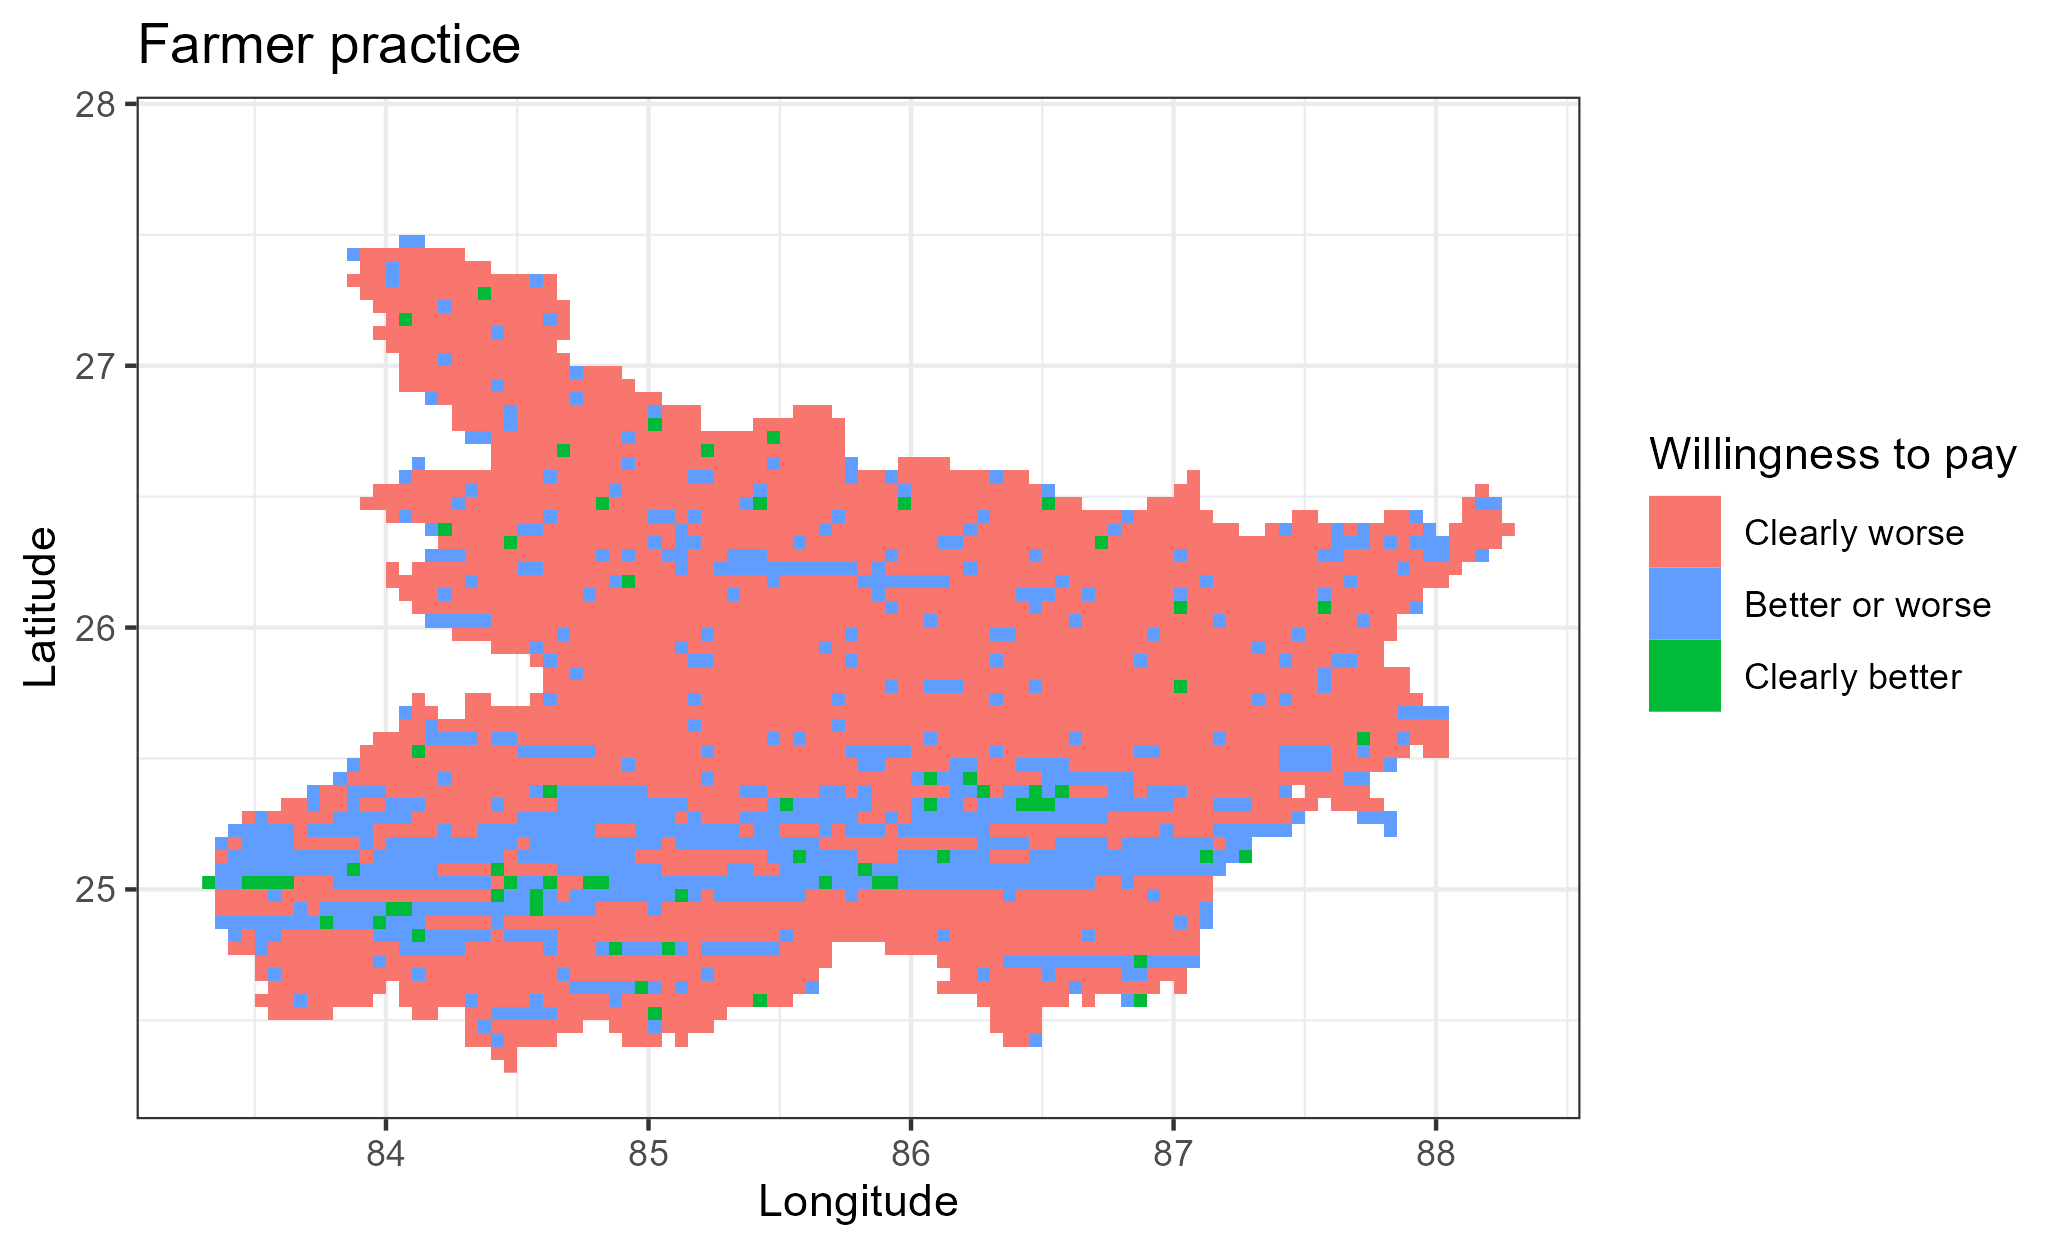 Farmer practice
28
27
26
25
Latitude
84
85
86
87
88
Longitude
Willingness to pay
Clearly worse
Better or worse
Clearly better